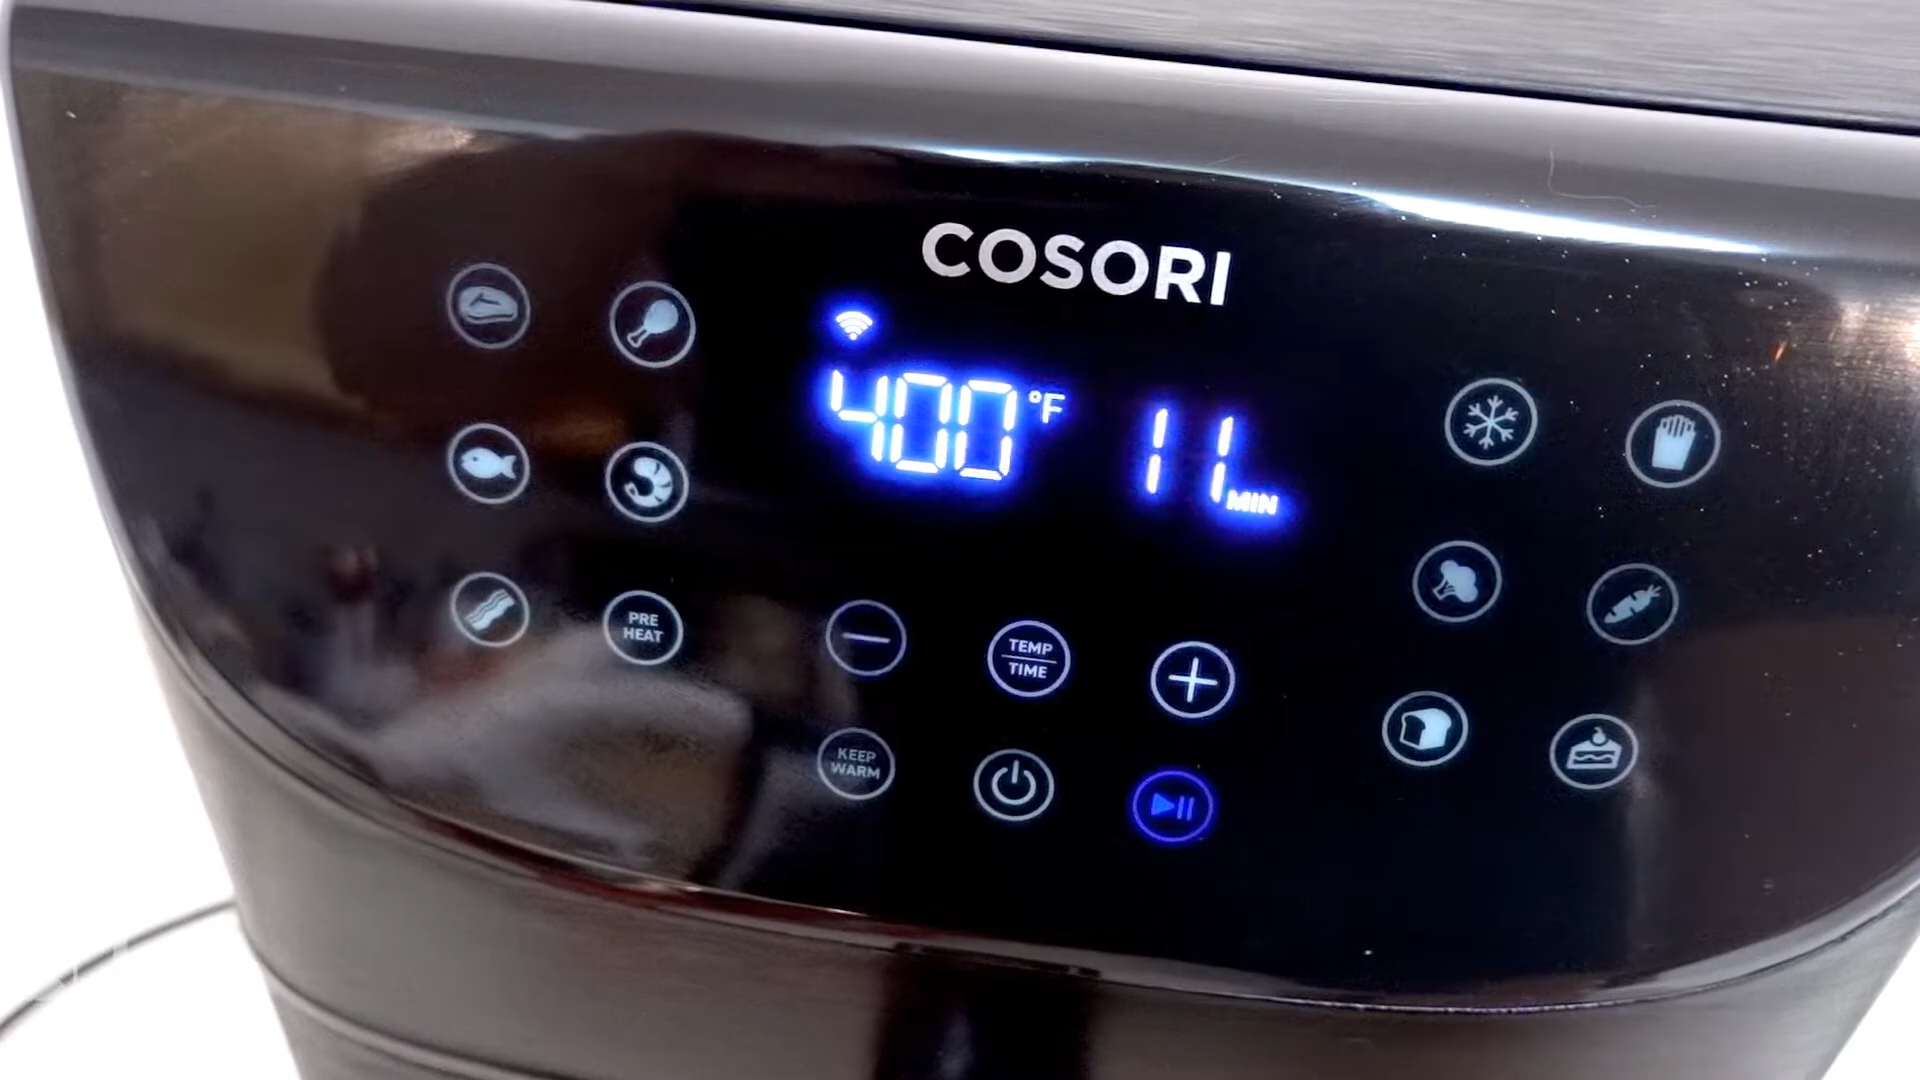 COSORI
400 °F 11 MIN
PRE
HEAT
TEMP
TIME
KEEP
WARM